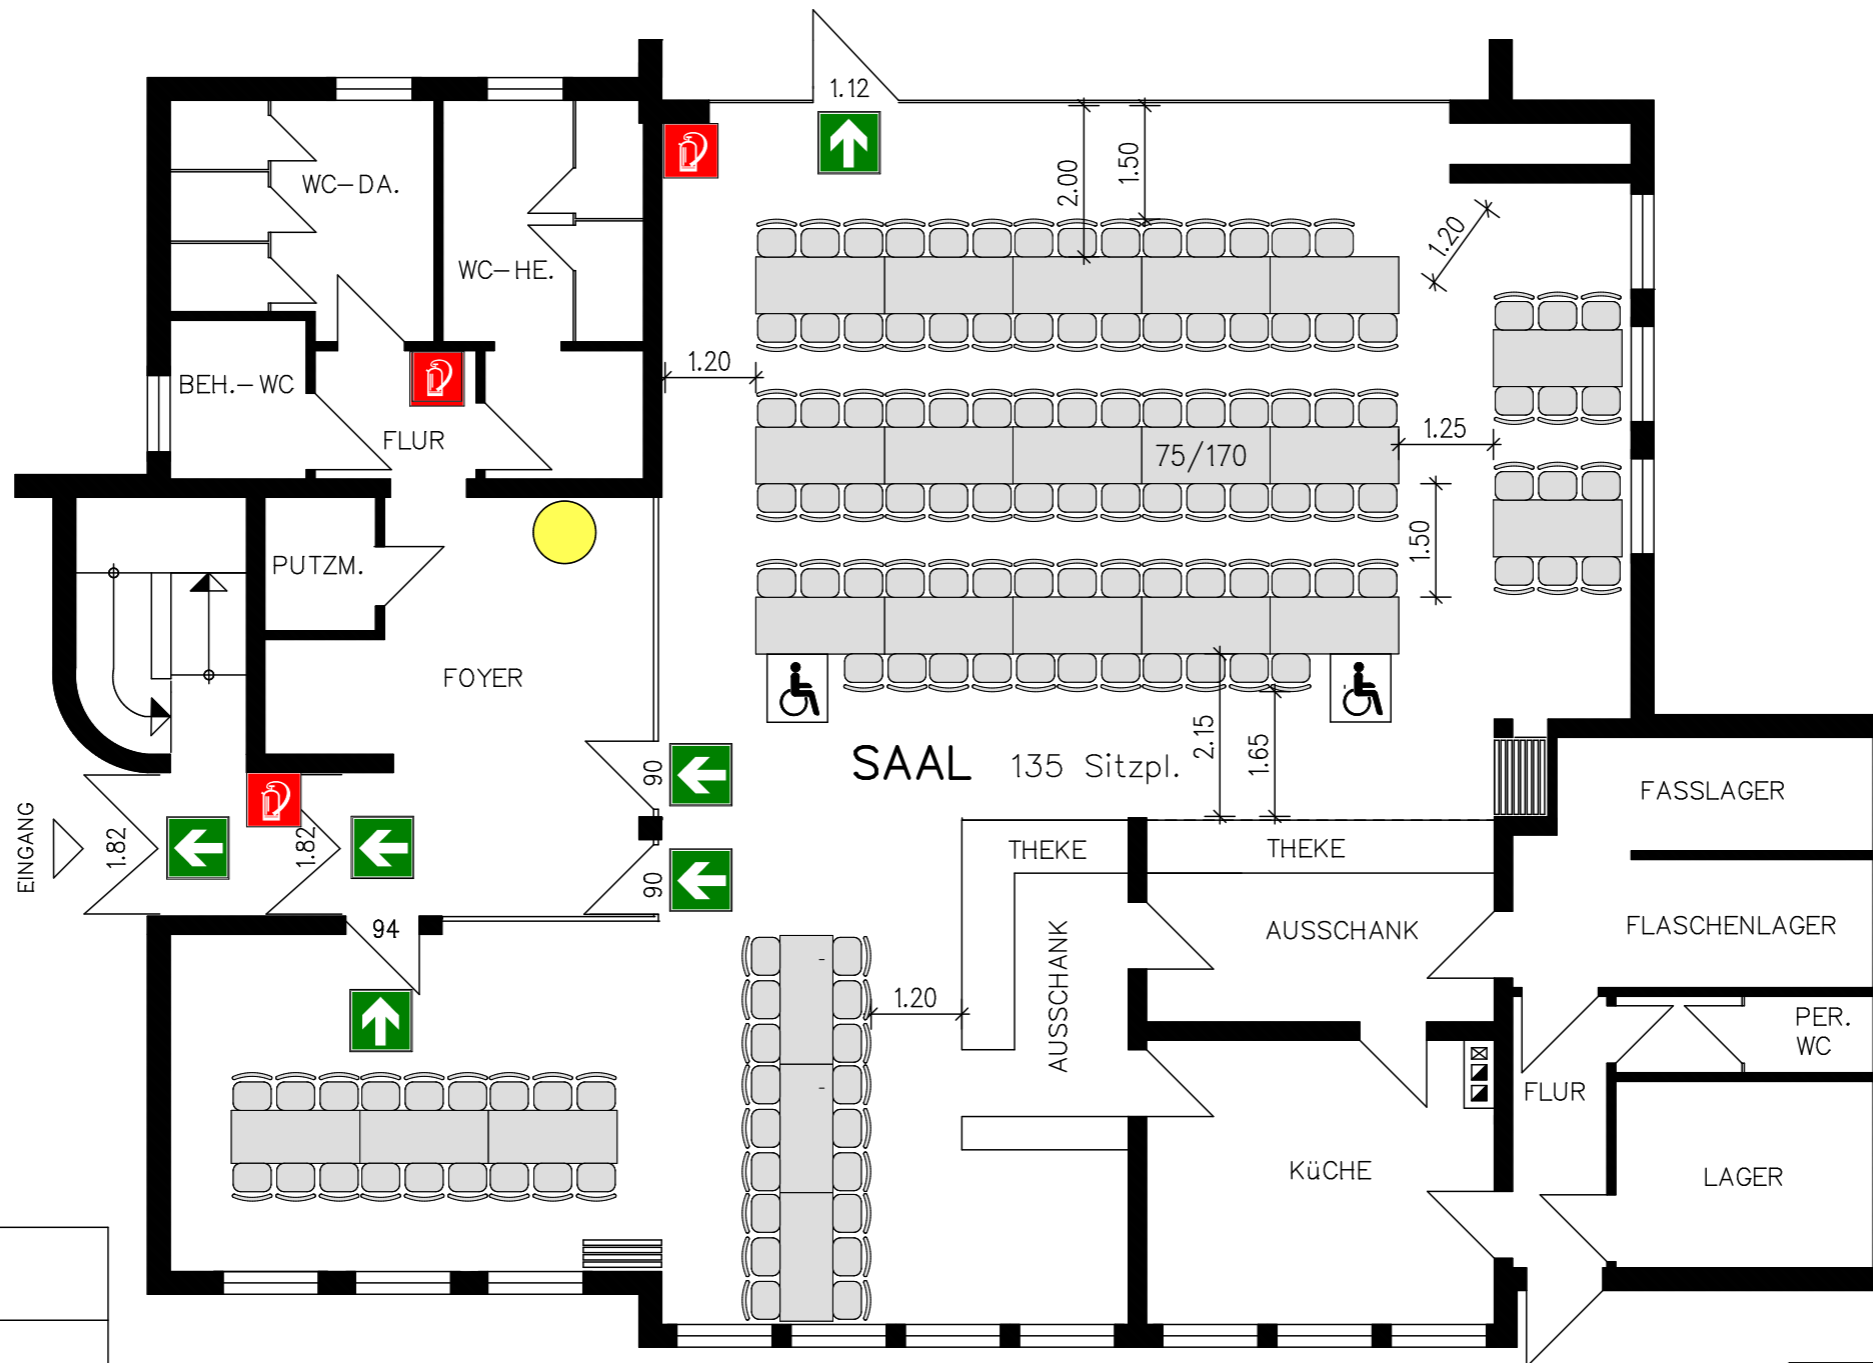 1.12
WC-DA.
WC-HE.
2.00
1.50
1.20
BEH.-WC
1.20
FLUR
75/170
1.25
1.50
PUTZM.
FOYER
SAAL 135 Sitzpl.
2.15
1.65
90
90
EINGANG
1.82
1.82
94
THEKE
THEKE
FASSLAGER
FLASCHENLAGER
AUSSCHANK
AUSSCHANK
1.20
PER.
WC
FLUR
KüCHE
LAGER